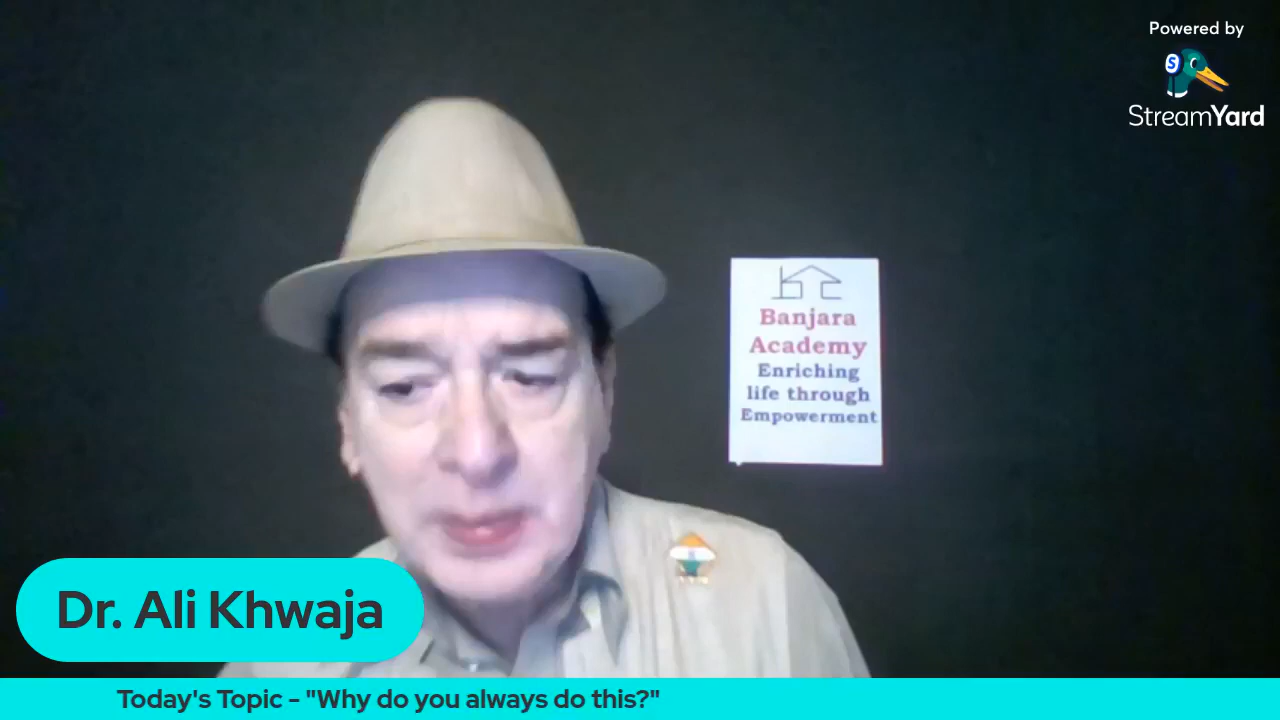 Powered by
S
StreamYard
Banjara
Academy
Enriching
life through
Empowerment
Dr. Ali Khwaja
Today's Topic - "Why do you always do this?"